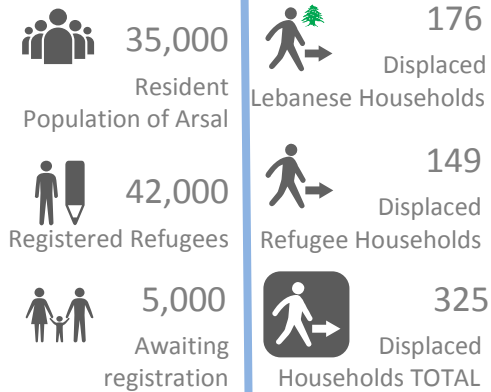 35,000
Resident
Population of Arsal
42,000
Registered Refugees
5,000
Awaiting
registration
176
Displaced
Lebanese Households
149
Displaced
Refugee Households
325
Displaced
Households TOTAL